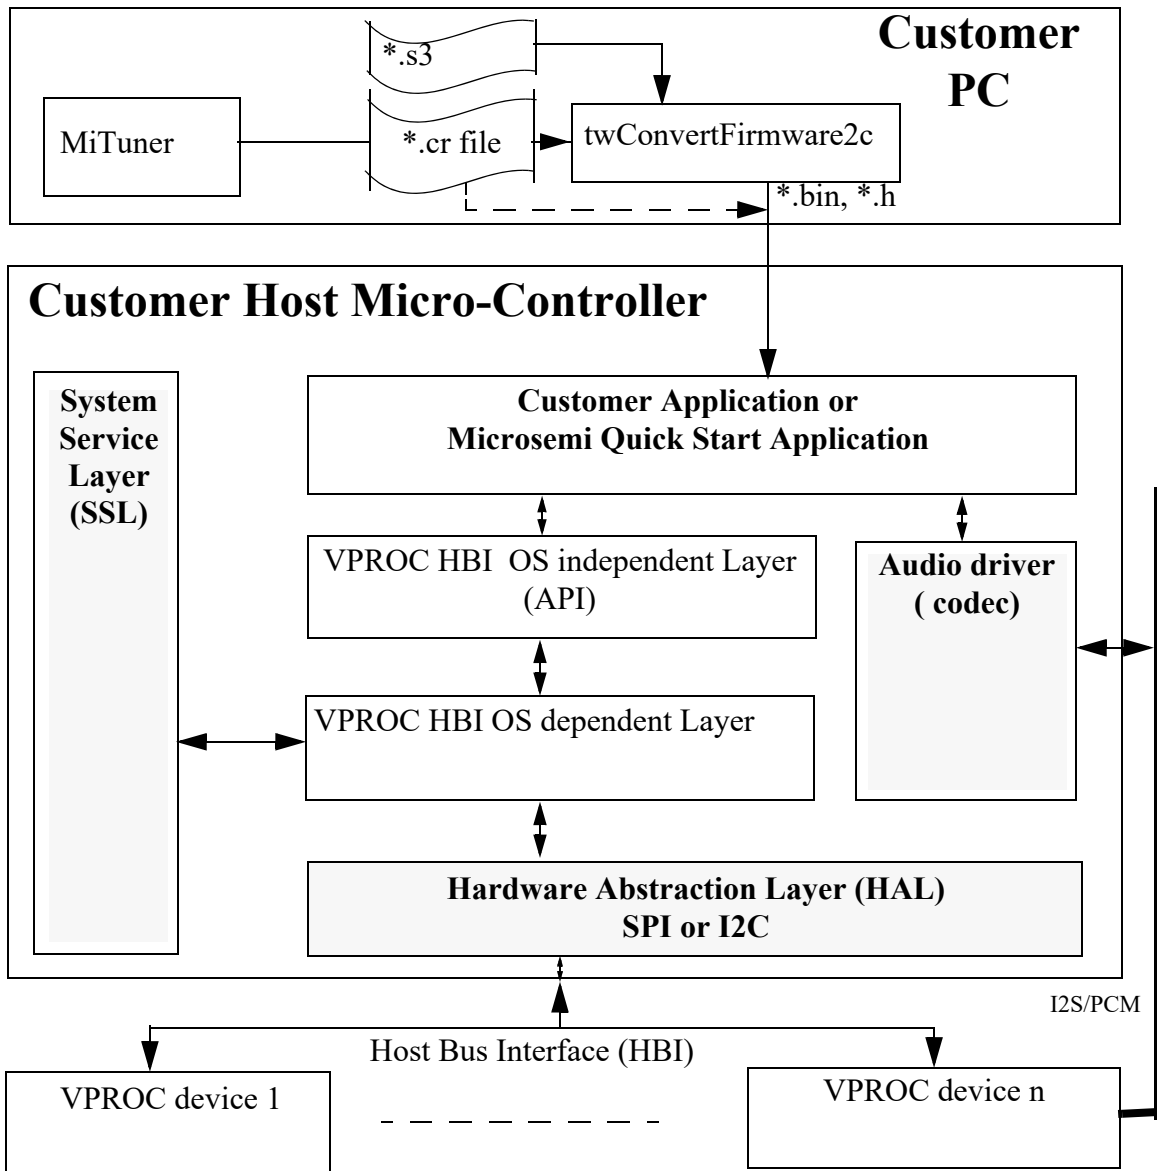 Customer
PC
*.s3
MiTuner
*.cr file
twConvertFirmware2c
*.bin, *.h
Customer Host Micro-Controller
System
Service
Layer
(SSL)
Customer Application or
Microsemi Quick Start Application
VPROC HBI  OS independent Layer
(API)
Audio driver
( codec)
VPROC HBI OS dependent Layer
Hardware Abstraction Layer (HAL)
SPI or I2C
I2S/PCM
Host Bus Interface (HBI)
VPROC device 1
VPROC device n